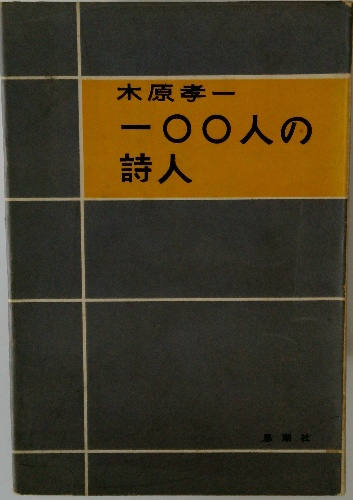 木原孝一
一〇〇人の
詩人
思潮社